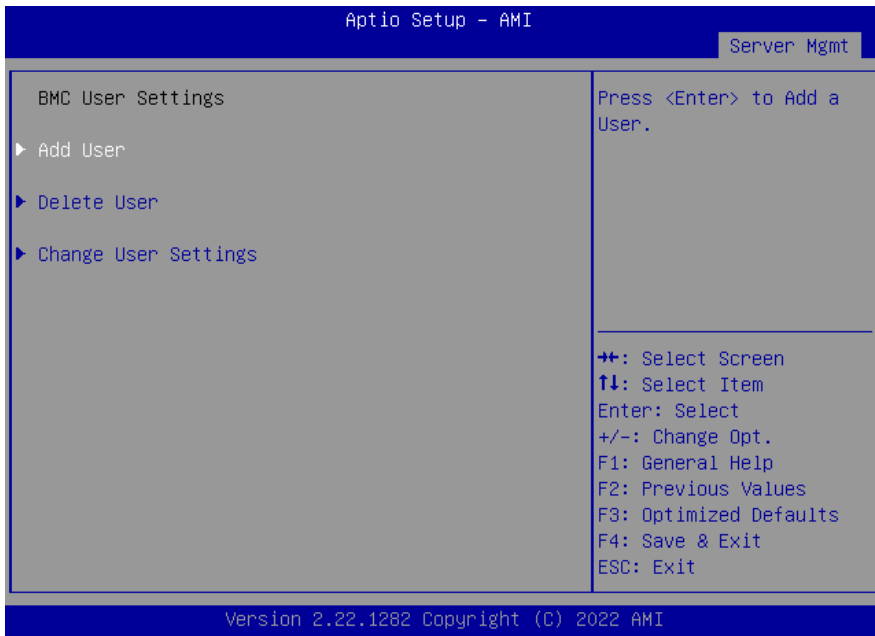 Aptio Setup – AMI
Server Mgmt
BMC User Settings
Add User
Delete User
Change User Settings
Press <Enter> to Add a
User.
→←: Select Screen
↑↓: Select Item
Enter: Select
+/-: Change Opt.
F1: General Help
F2: Previous Values
F3: Optimized Defaults
F4: Save & Exit
ESC: Exit
Version 2.22.1282 Copyright (C) 2022 AMI